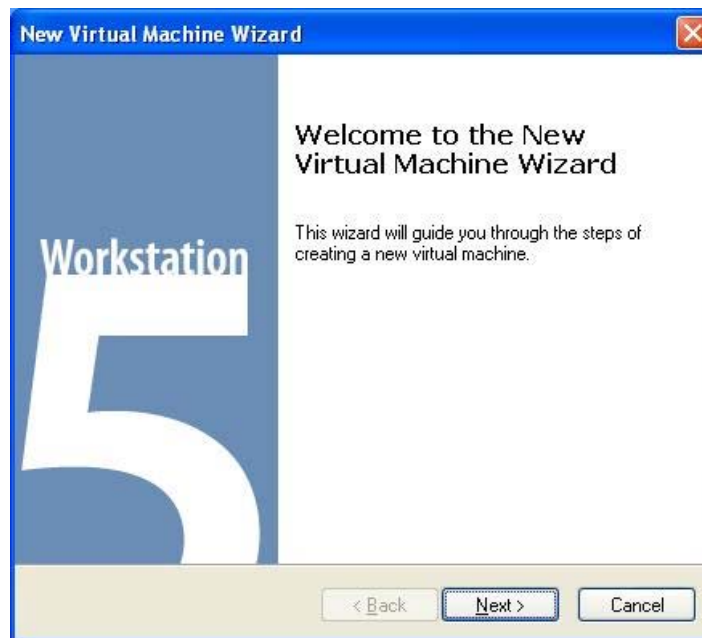 New Virtual Machine Wizard
Welcome to the New
Virtual Machine Wizard
This wizard will guide you through the steps of
creating a new virtual machine.
Workstation
5
< Back
Next >
Cancel